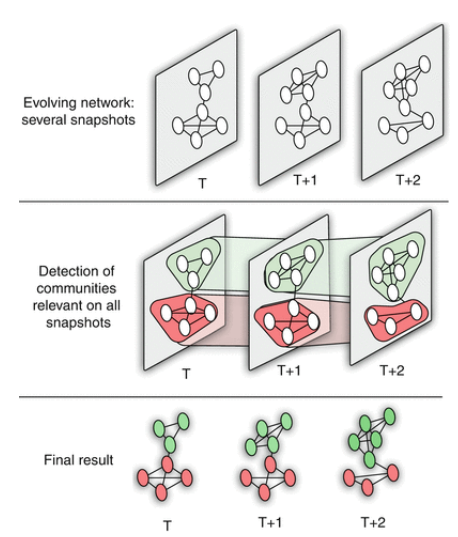 Evolving network:
several snapshots
T
T+1
T+2
Detection of
communities
relevant on all
snapshots
T
T+1
T+2
Final result
T
T+1
T+2